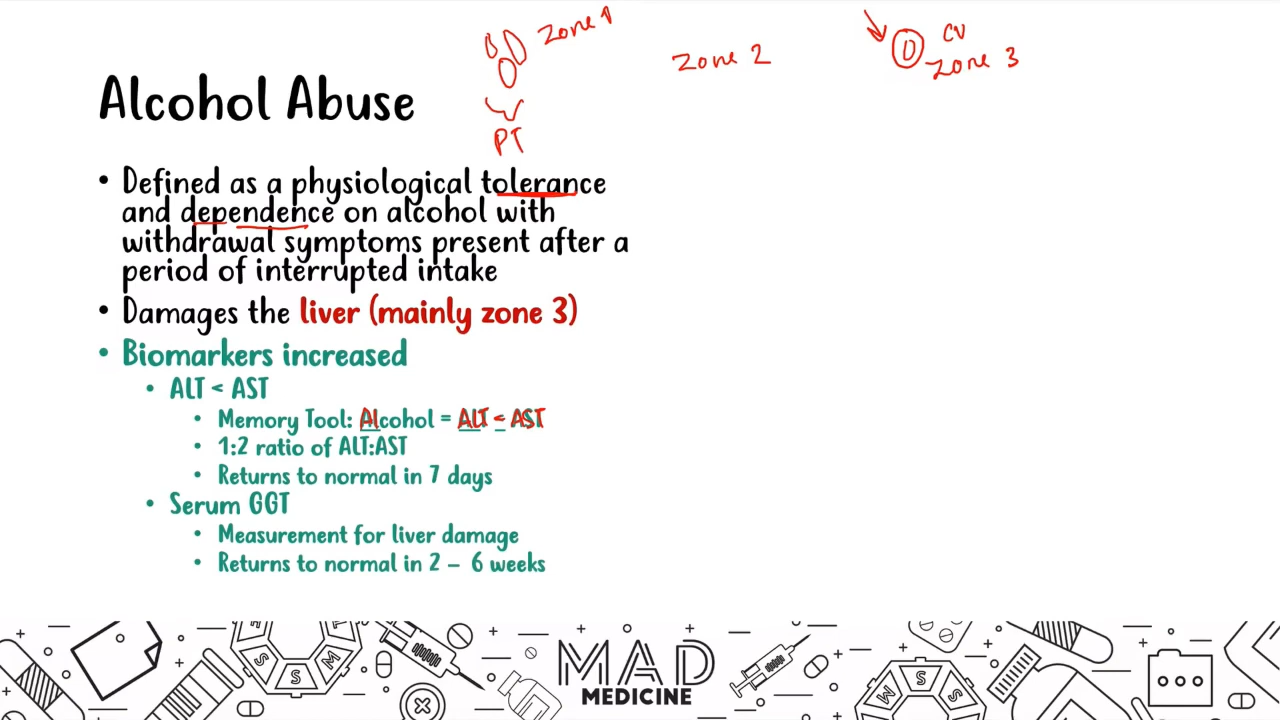 Zone 1
Zone 2
CV
Zone 3
PT
Alcohol Abuse
• Defined as a physiological tolerance
and dependence on alcohol with
withdrawal symptoms present after a
period of interrupted intake
• Damages the liver (mainly zone 3)
• Biomarkers increased
• ALT < AST
• Memory Tool: Alcohol = ALT < AST
• 1:2 ratio of ALT:AST
• Returns to normal in 7 days
• Serum GGT
• Measurement for liver damage
• Returns to normal in 2 – 6 weeks
MAD
MEDICINE